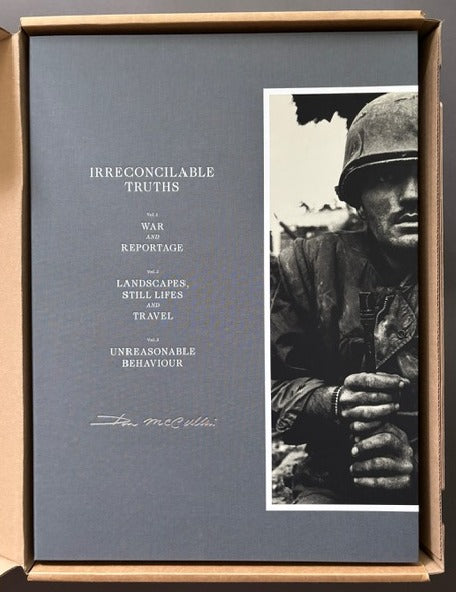 IRRECONCILABLE
TRUTHS
Vol.1
WAR
AND
REPORTAGE
Vol.2
LANDSCAPES,
STILL LIFES
AND
TRAVEL
Vol.3
UNREASONABLE
BEHAVIOUR
Don McCullin